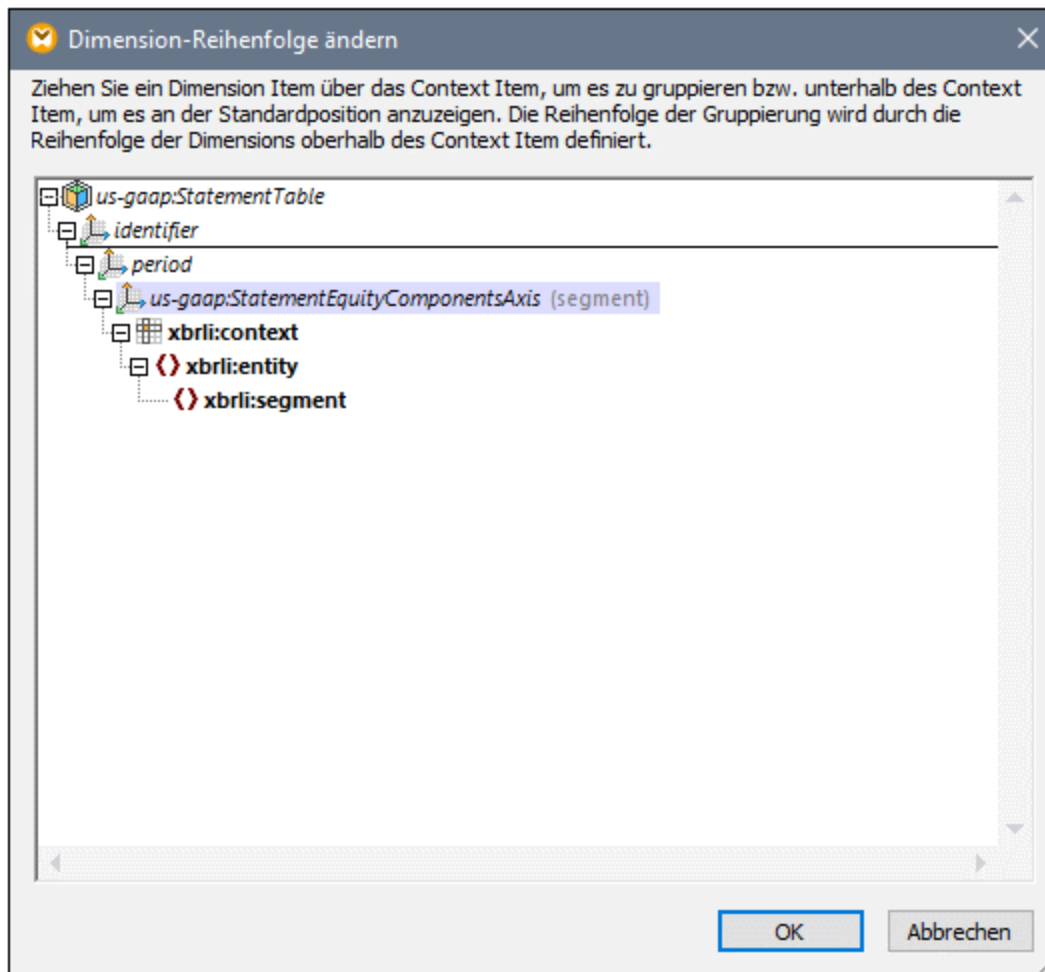 Dimension-Reihenfolge ändern
Ziehen Sie ein Dimension Item über das Context Item, um es zu gruppieren bzw. unterhalb des Context
Item, um es an der Standardposition anzuzeigen. Die Reihenfolge der Gruppierung wird durch die
Reihenfolge der Dimensions oberhalb des Context Item definiert.
us-gaap:StatementTable
identifier
period
us-gaap:StatementEquityComponentsAxis (segment)
xbrli:context
xbrli:entity
xbrli:segment
OK Abbrechen